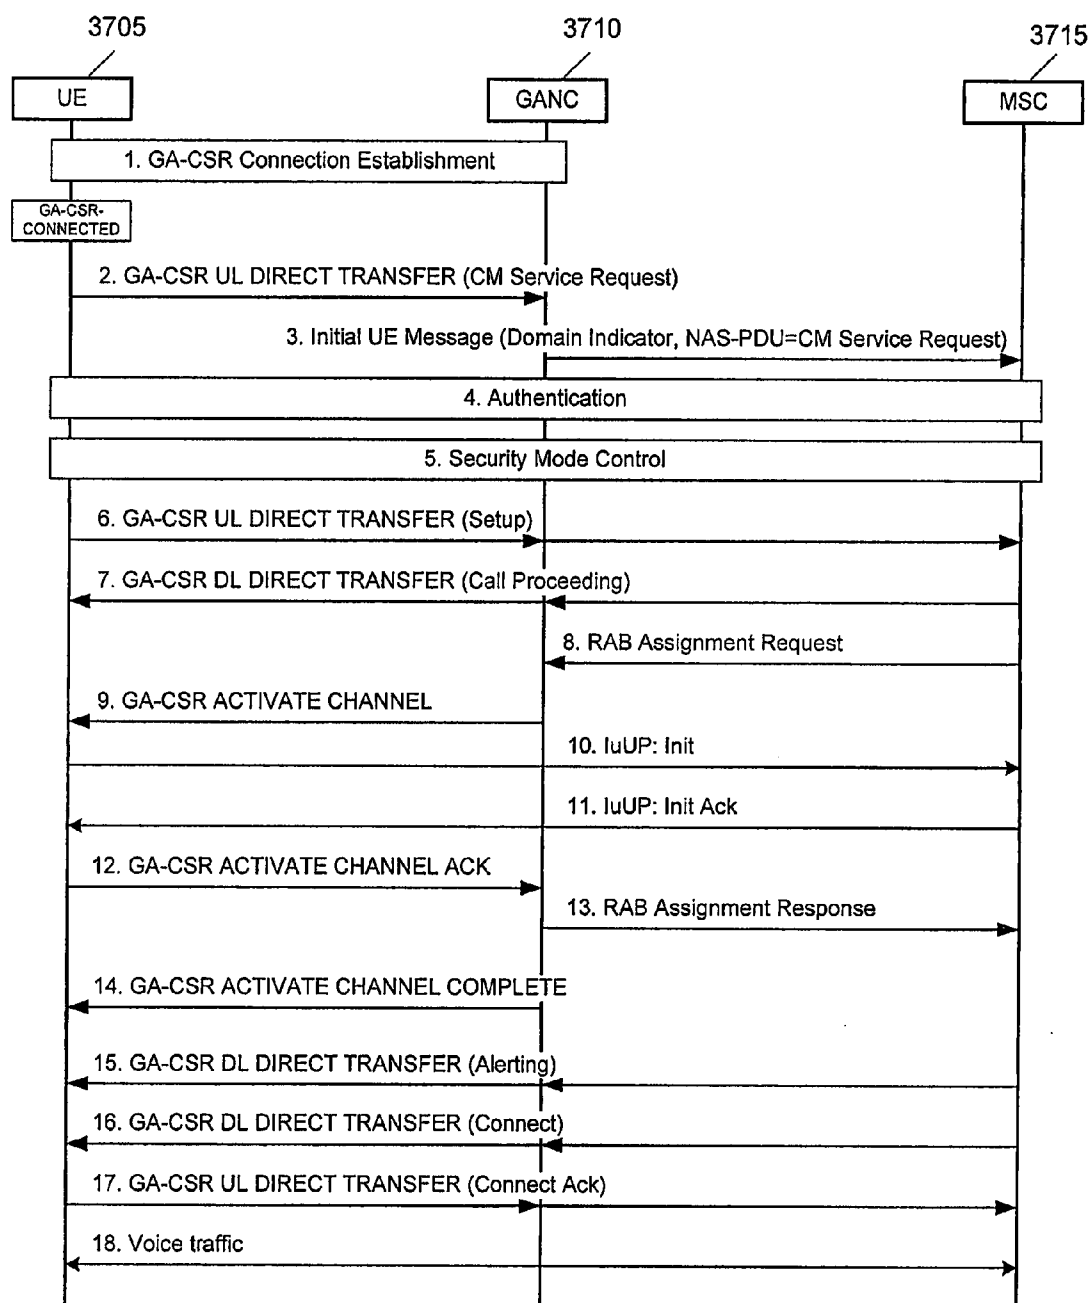 3705
3710
3715
UE
GANC
MSC
1. GA-CSR Connection Establishment
GA-CSR-
CONNECTED
2. GA-CSR UL DIRECT TRANSFER (CM Service Request)
3. Initial UE Message (Domain Indicator, NAS-PDU=CM Service Request)
4. Authentication
5. Security Mode Control
6. GA-CSR UL DIRECT TRANSFER (Setup)
7. GA-CSR DL DIRECT TRANSFER (Call Proceeding)
8. RAB Assignment Request
9. GA-CSR ACTIVATE CHANNEL
10. IuUP: Init
11. IuUP: Init Ack
12. GA-CSR ACTIVATE CHANNEL ACK
13. RAB Assignment Response
14. GA-CSR ACTIVATE CHANNEL COMPLETE
15. GA-CSR DL DIRECT TRANSFER (Alerting)
16. GA-CSR DL DIRECT TRANSFER (Connect)
17. GA-CSR UL DIRECT TRANSFER (Connect Ack)
18. Voice traffic